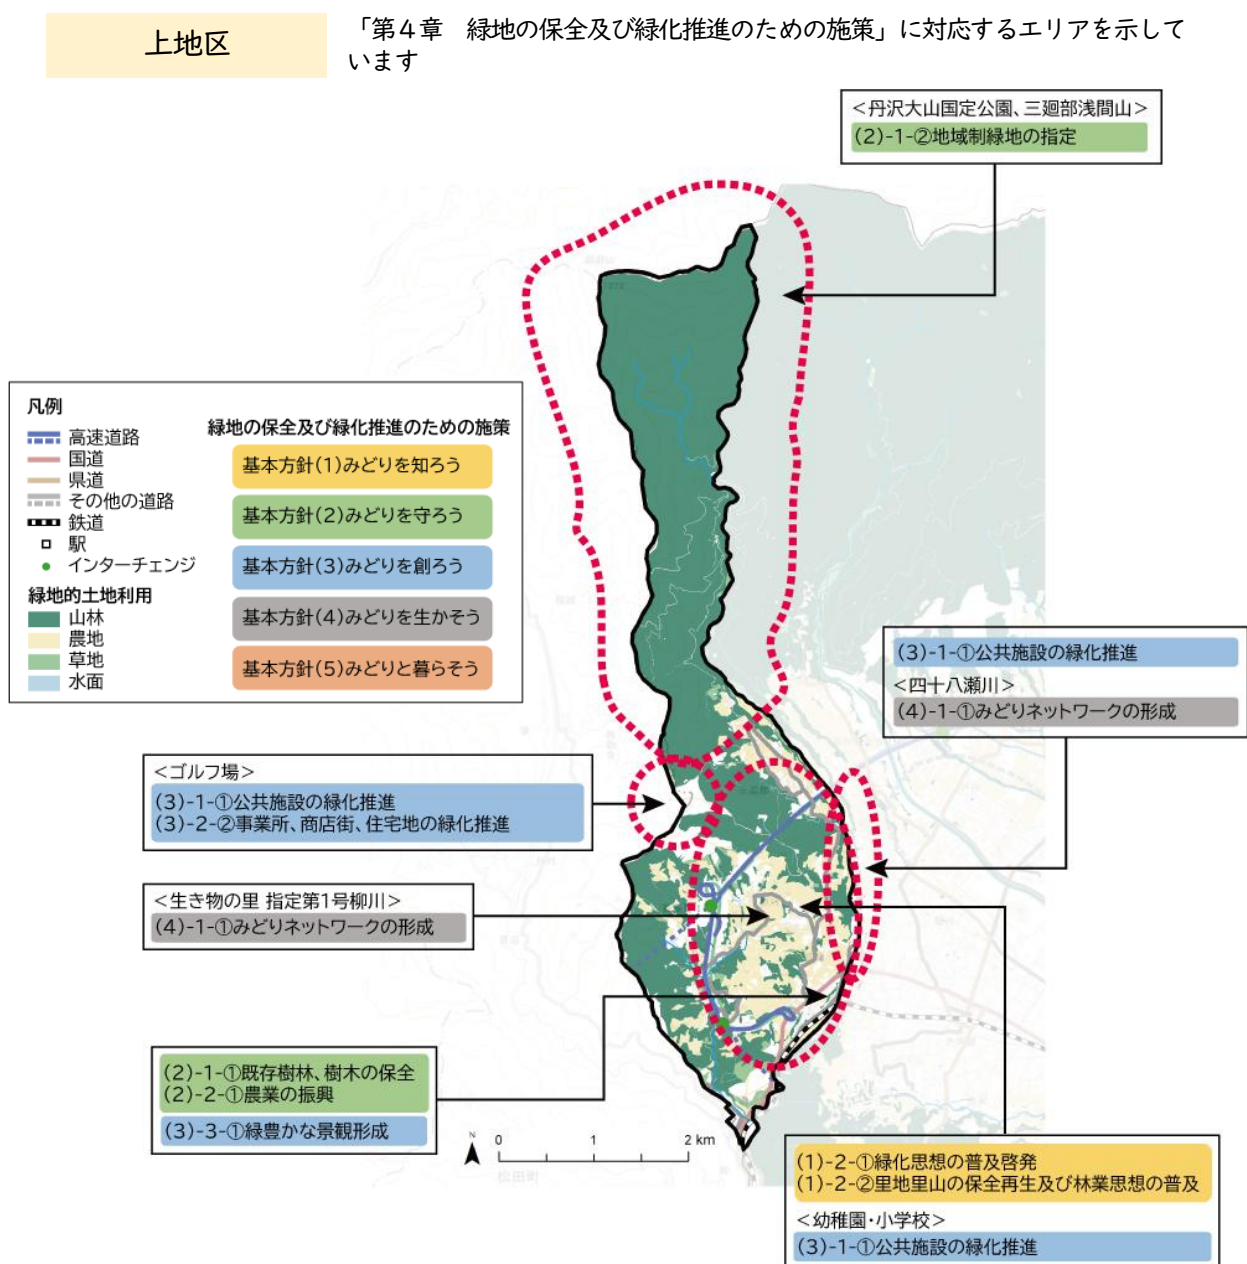 上地区
「第４章　緑地の保全及び緑化推進のための施策」に対応するエリアを示して
います
＜丹沢大山国定公園、三廻部浅間山＞
(2)-1-②地域制緑地の指定
凡例
高速道路
国道
県道
その他の道路
鉄道
駅
インターチェンジ
緑地的土地利用
山林
農地
草地
水面
緑地の保全及び緑化推進のための施策
基本方針(1)みどりを知ろう
基本方針(2)みどりを守ろう
基本方針(3)みどりを創ろう
基本方針(4)みどりを生かそう
基本方針(5)みどりと暮らそう
(3)-1-①公共施設の緑化推進
＜四十八瀬川＞
(4)-1-①みどりネットワークの形成
＜ゴルフ場＞
(3)-1-①公共施設の緑化推進
(3)-2-②事業所、商店街、住宅地の緑化推進
＜生き物の里 指定第1号柳川＞
(4)-1-①みどりネットワークの形成
(2)-1-①既存樹林、樹木の保全
(2)-2-①農業の振興
(3)-3-①緑豊かな景観形成
N
0 1 2 km
松田町
(1)-2-①緑化思想の普及啓発
(1)-2-②里地里山の保全再生及び林業思想の普及
＜幼稚園・小学校＞
(3)-1-①公共施設の緑化推進